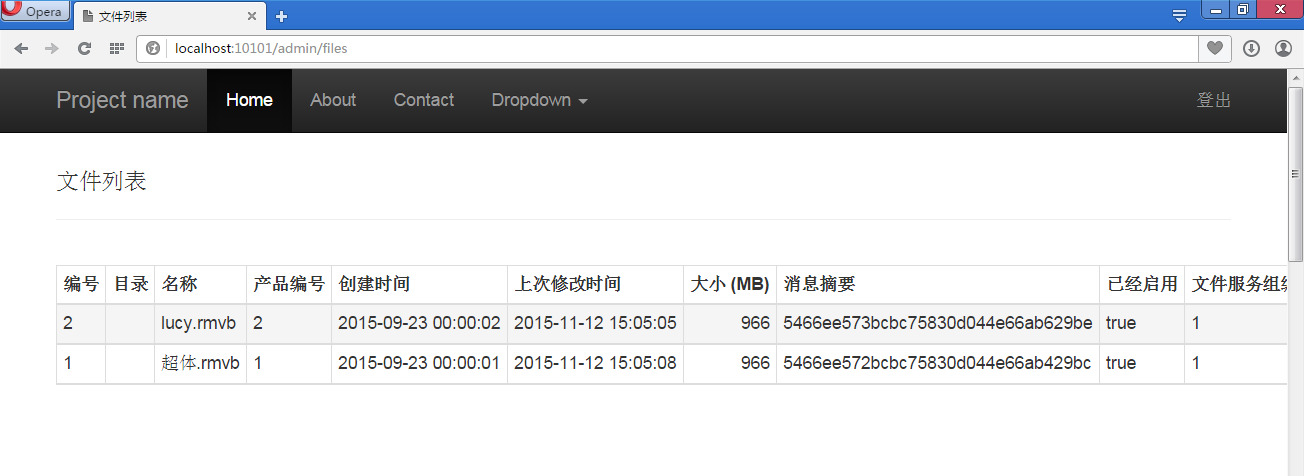 Opera
文件列表
localhost:10101/admin/files
Project name Home About Contact Dropdown 登出
文件列表
编号 目录 名称 产品编号 创建时间 上次修改时间 大小 (MB) 消息摘要 已经启用 文件服务组编
2 lucy.rmvb 2 2015-09-23 00:00:02 2015-11-12 15:05:05 966 5466ee573bcbc75830d044e66ab629be true 1
1 超体.rmvb 1 2015-09-23 00:00:01 2015-11-12 15:05:08 966 5466ee572bcbc75830d044e66ab429bc true 1